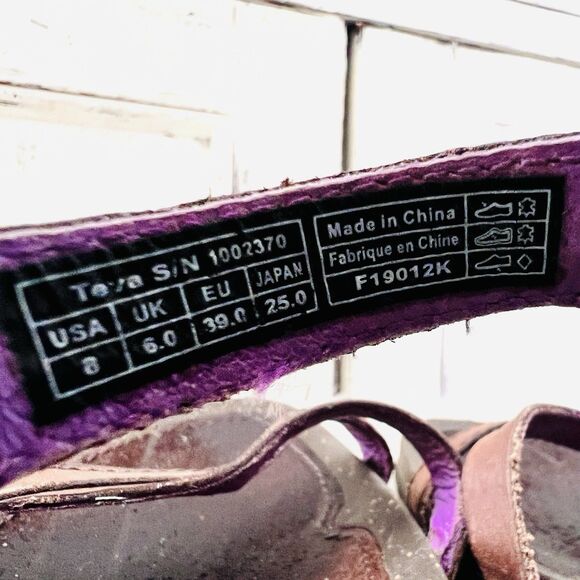 Teva S/N 1002370
USA UK EU JAPAN
8 6.0 39.0 25.0
Made in China
Fabrique en Chine
F19012K